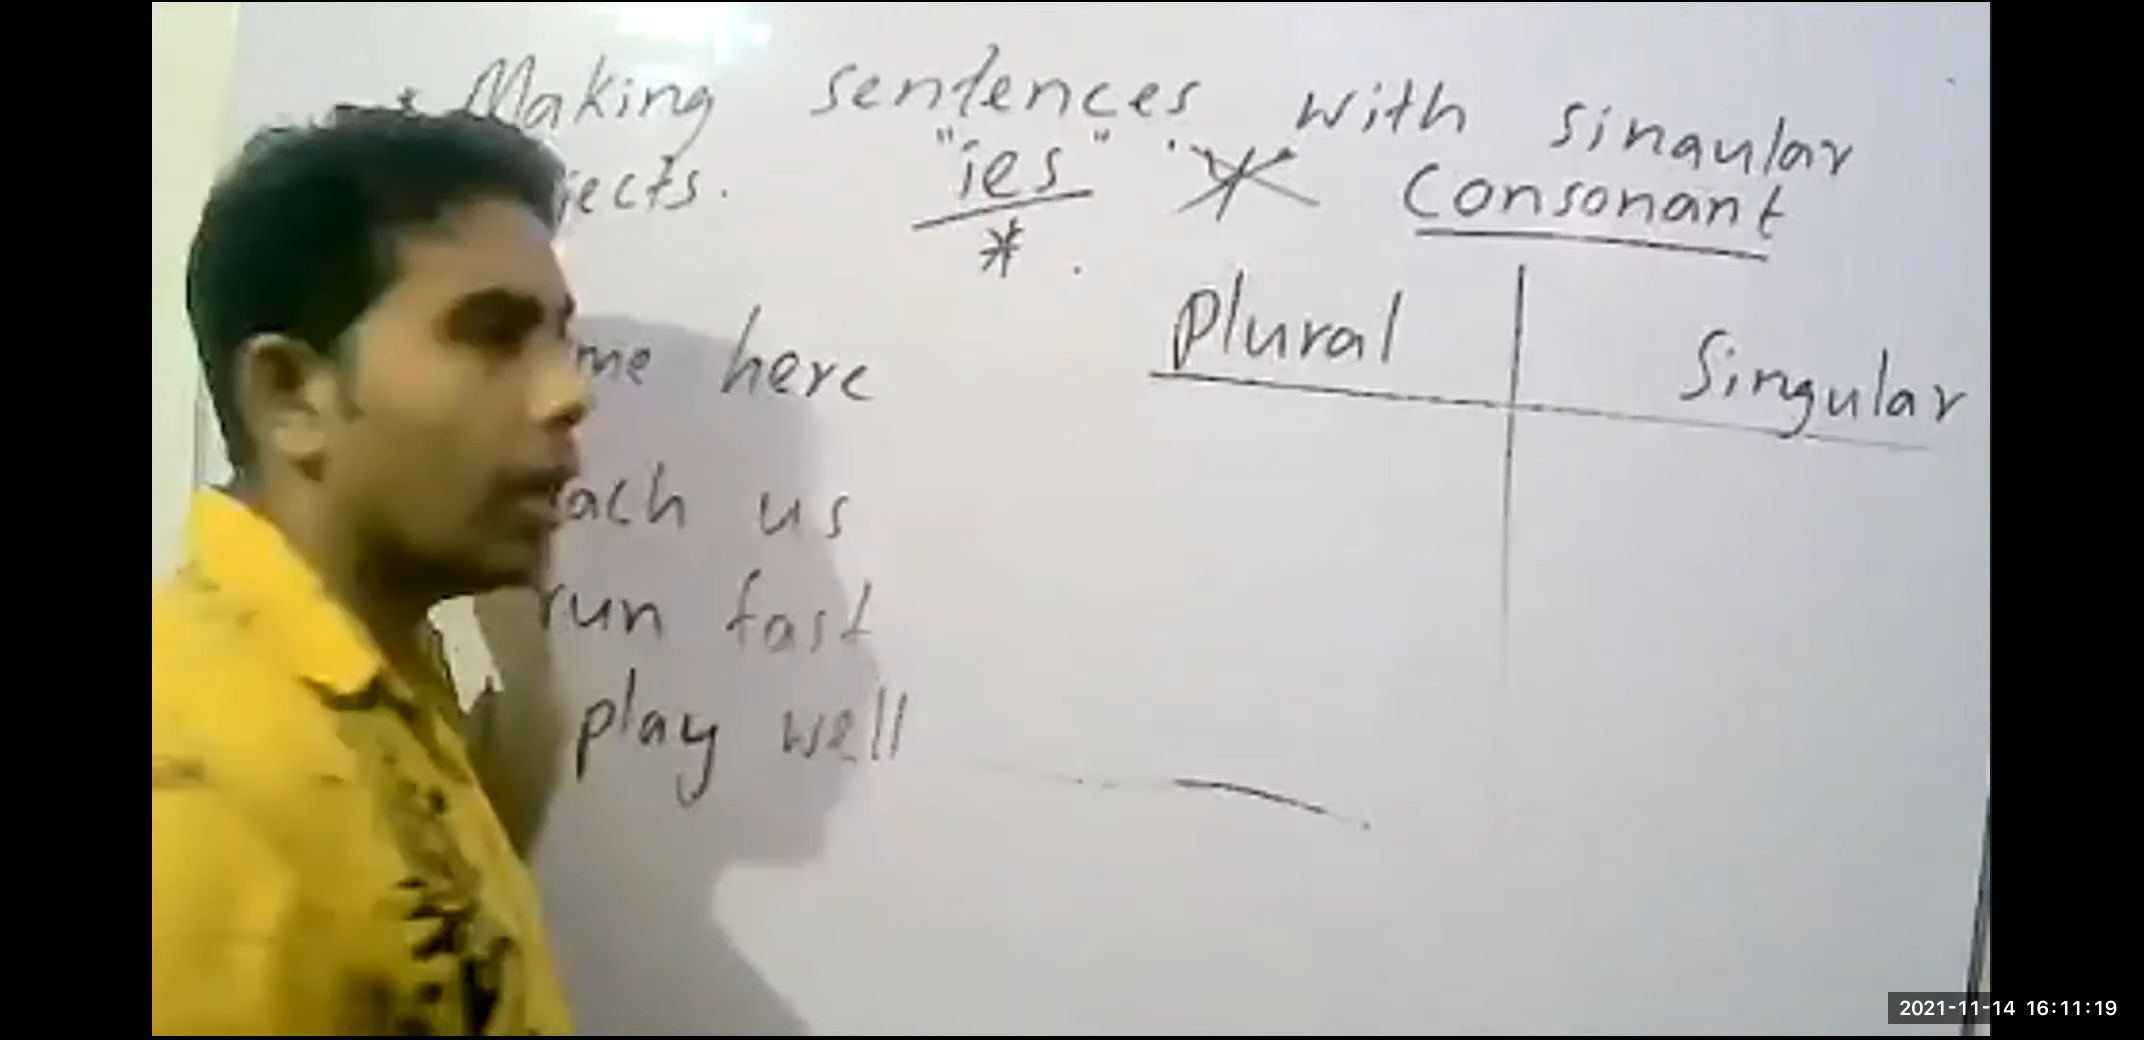 Making sentences with singular
jects.
"ies"
*
Consonant
Plural
Singular
me here
ach us
run fast
play well
2021-11-14 16:11:19